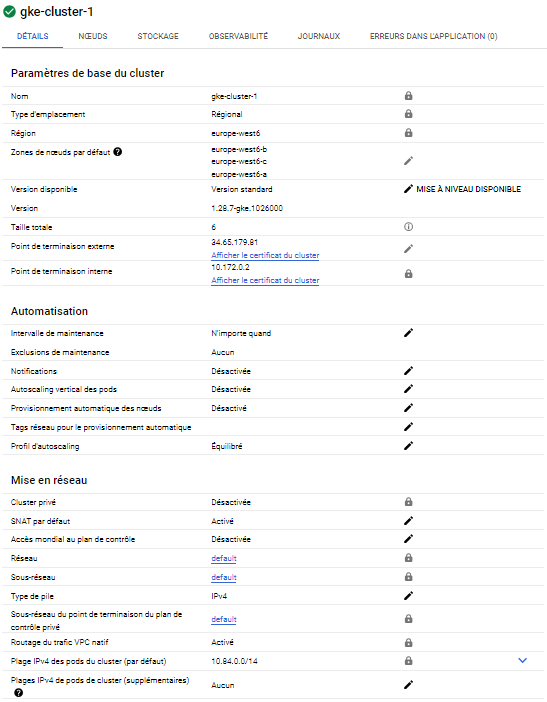 gke-cluster-1
DÉTAILS NŒUDS STOCKAGE OBSERVABILITÉ JOURNAUX ERREURS DANS L'APPLICATION (0)
Paramètres de base du cluster
Nom gke-cluster-1
Type d'emplacement Régional
Région europe-west6
Zones de nœuds par défaut europe-west6-b
europe-west6-c
europe-west6-a
Version disponible Version standard MISE À NIVEAU DISPONIBLE
Version 1.28.7-gke.1026000
Taille totale 6
Point de terminaison externe 34.65.179.81
Afficher le certificat du cluster
Point de terminaison interne 10.172.0.2
Afficher le certificat du cluster
Automatisation
Intervalle de maintenance N'importe quand
Exclusions de maintenance Aucun
Notifications Désactivée
Autoscaling vertical des pods Désactivée
Provisionnement automatique des nœuds Désactivé
Tags réseau pour le provisionnement automatique
Profil d'autoscaling Équilibré
Mise en réseau
Cluster privé Désactivée
SNAT par défaut Activé
Accès mondial au plan de contrôle Désactivée
Réseau default
Sous-réseau default
Type de pile IPv4
Sous-réseau du point de terminaison du plan de
contrôle privé default
Routage du trafic VPC natif Activé
Plage IPv4 des pods du cluster (par défaut) 10.84.0.0/14
Plages IPv4 de pods de cluster (supplémentaires) Aucun